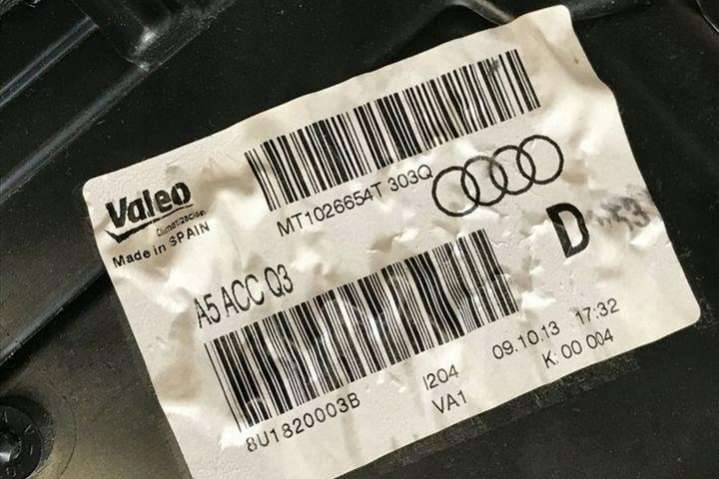 Valeo
Climatización
Made in SPAIN
MT1026654T 303Q
D
A5 ACC Q3
8U1820003B
I204
VA1
09.10.13 17:32
K: 00 004